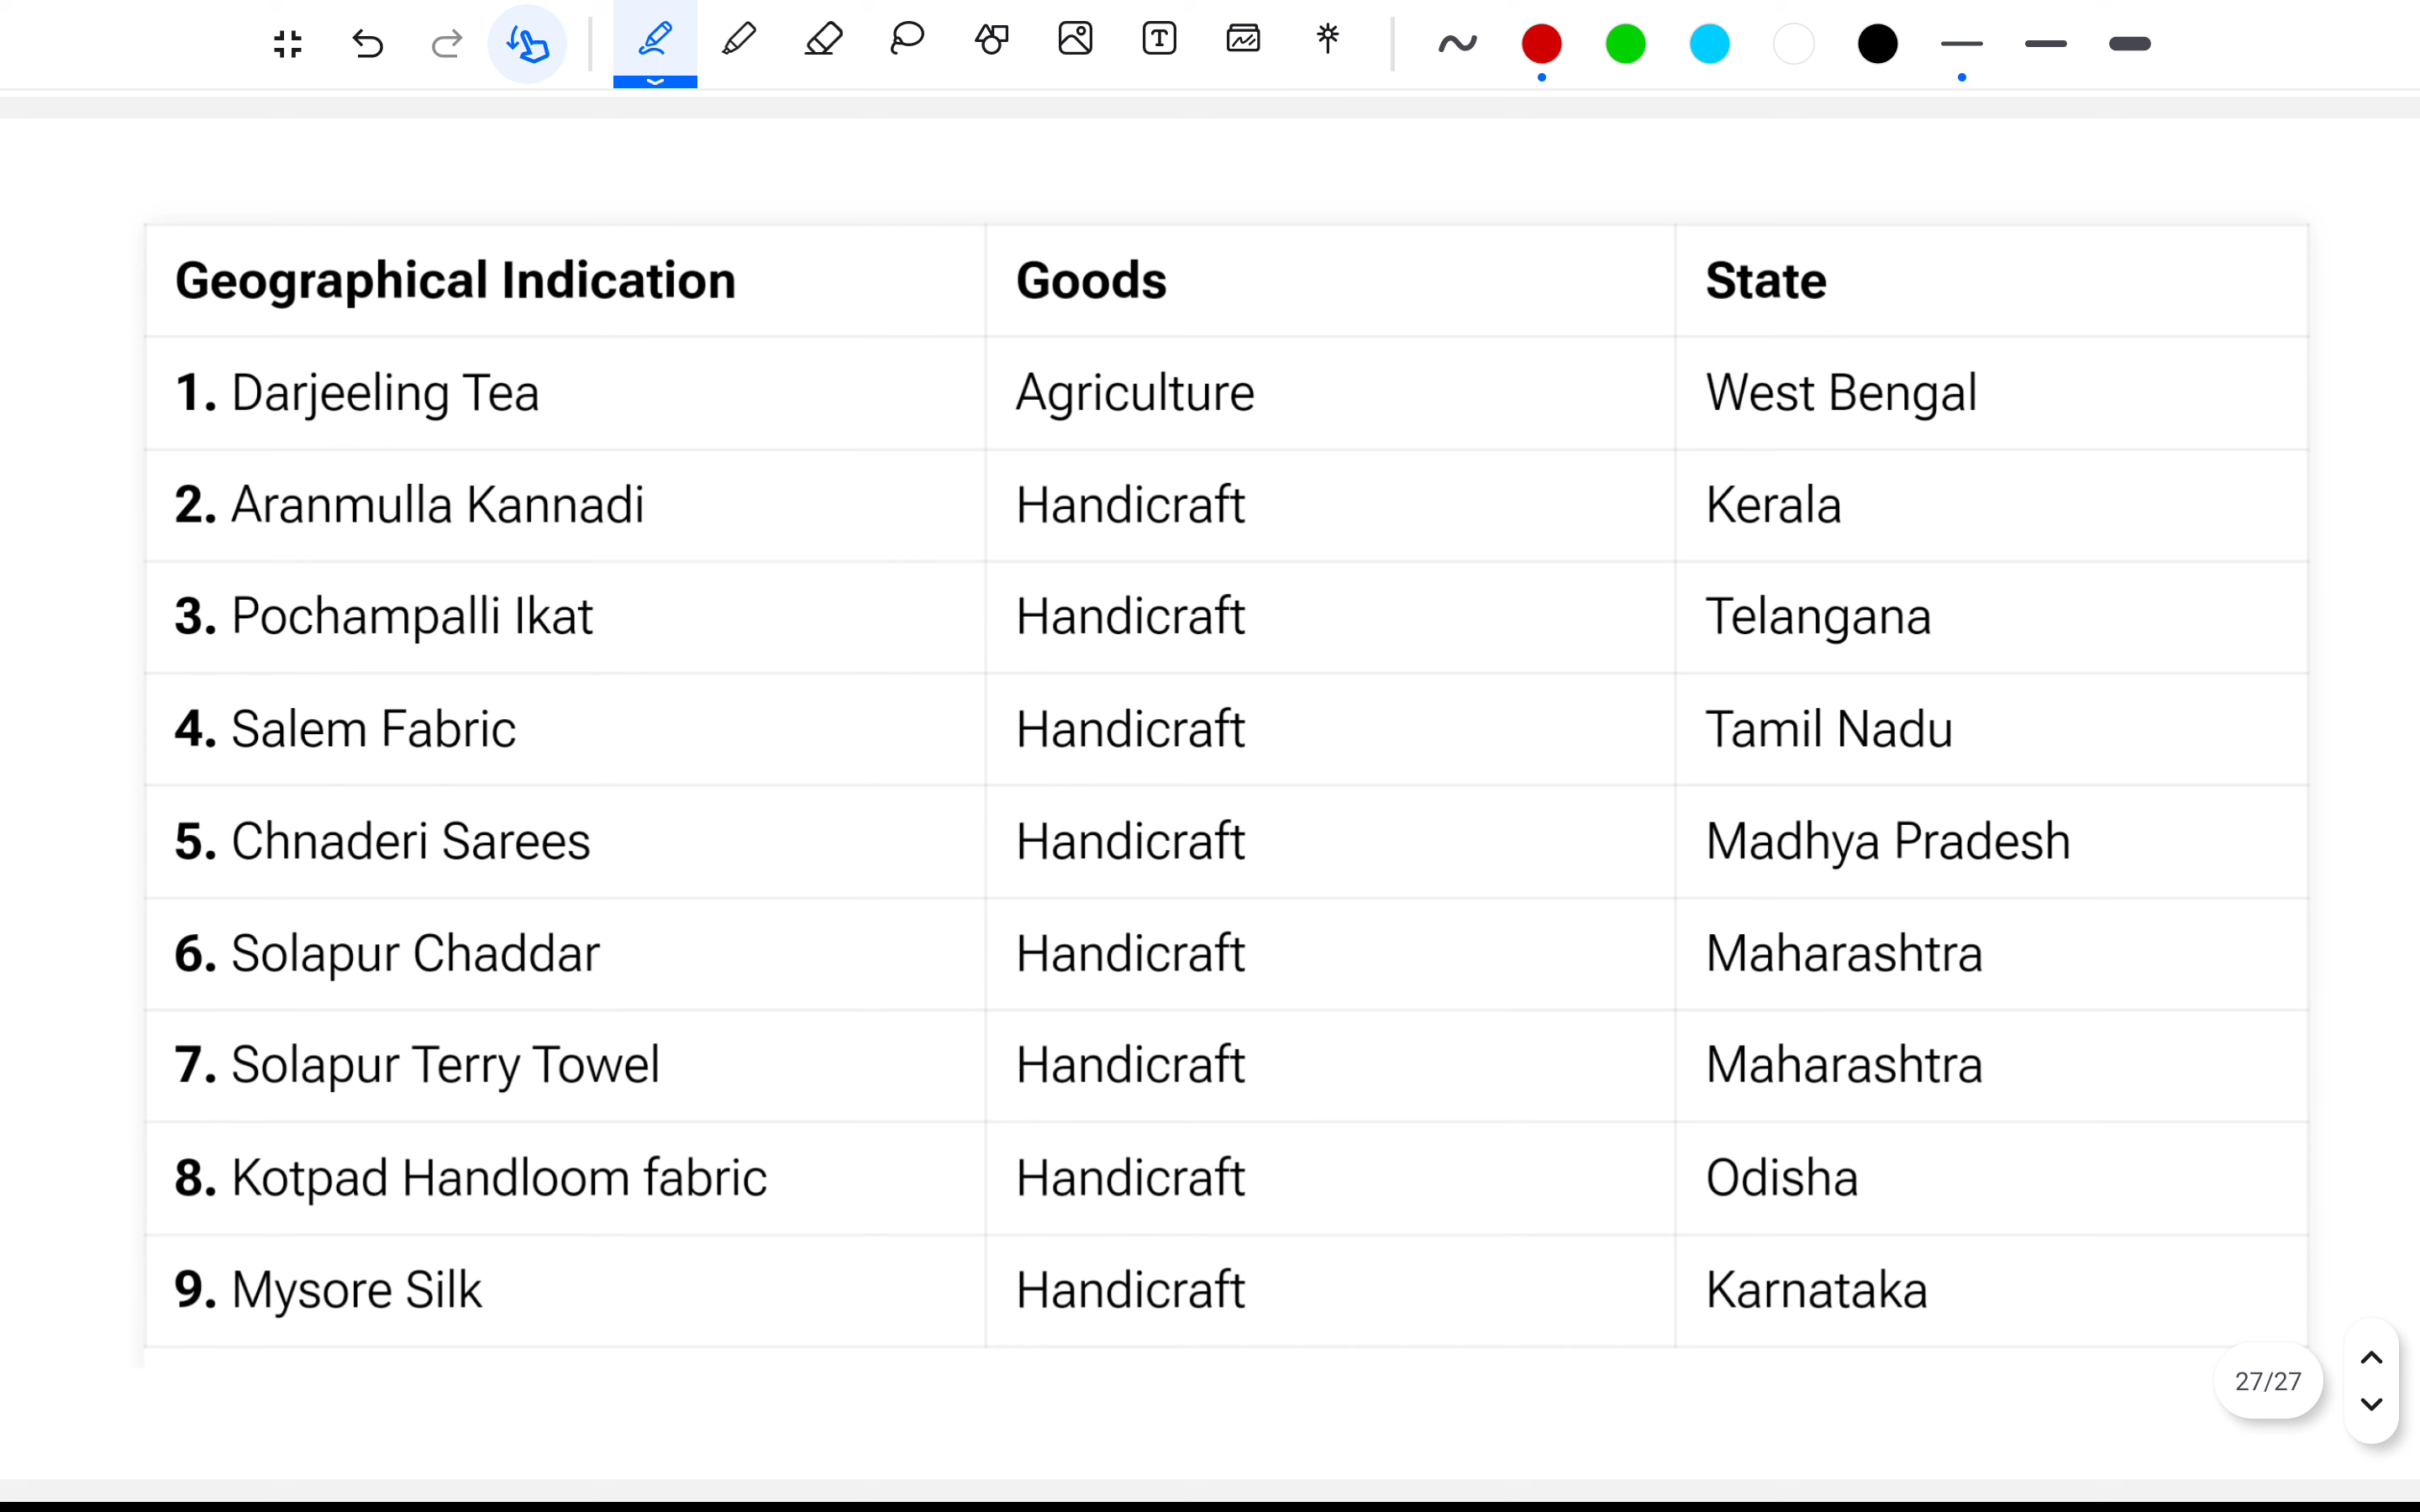 Geographical Indication Goods State
1. Darjeeling Tea Agriculture West Bengal
2. Aranmulla Kannadi Handicraft Kerala
3. Pochampalli Ikat Handicraft Telangana
4. Salem Fabric Handicraft Tamil Nadu
5. Chnaderi Sarees Handicraft Madhya Pradesh
6. Solapur Chaddar Handicraft Maharashtra
7. Solapur Terry Towel Handicraft Maharashtra
8. Kotpad Handloom fabric Handicraft Odisha
9. Mysore Silk Handicraft Karnataka
27/27